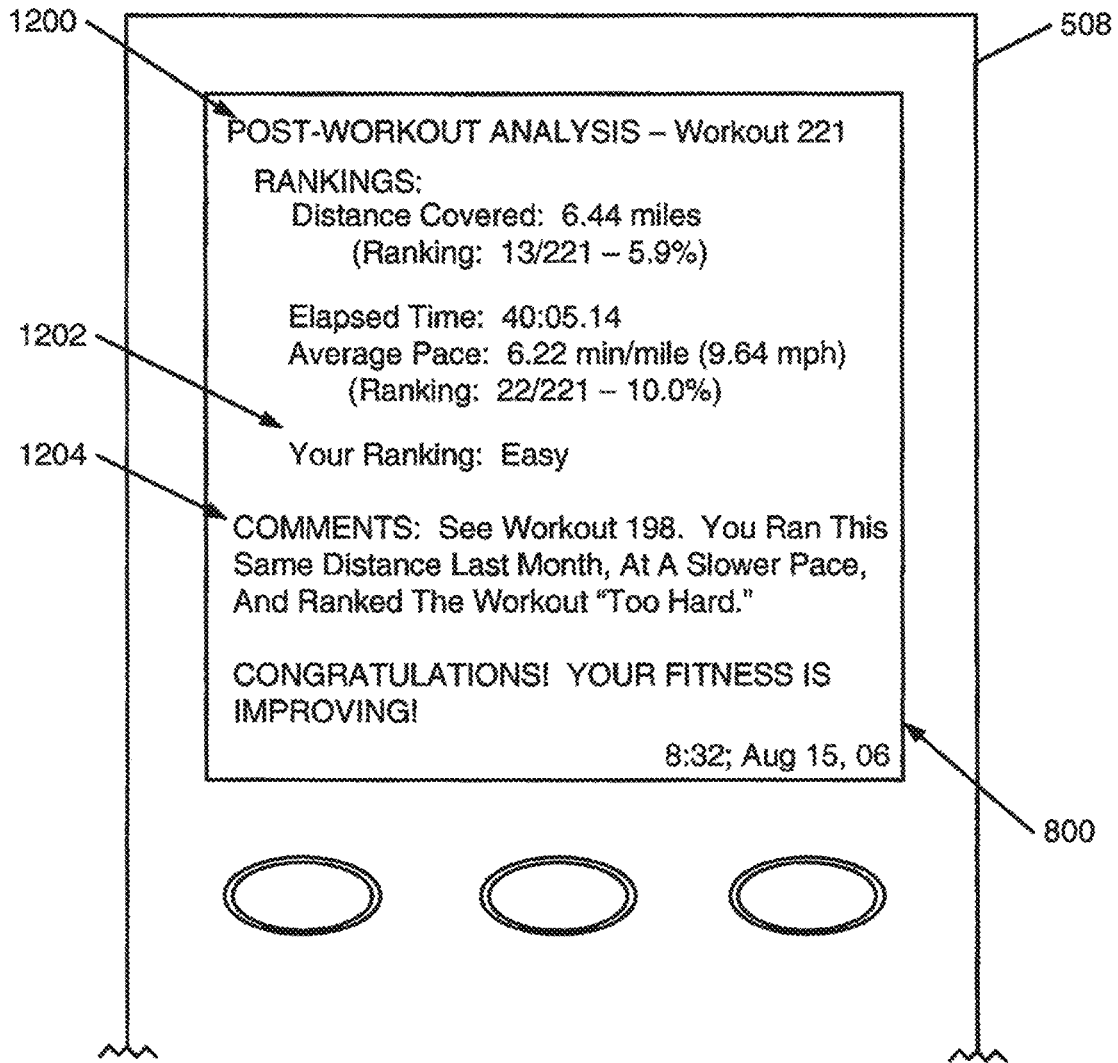 1200
508
POST-WORKOUT ANALYSIS – Workout 221
RANKINGS:
Distance Covered: 6.44 miles
(Ranking: 13/221 – 5.9%)
Elapsed Time: 40:05.14
1202
Average Pace: 6.22 min/mile (9.64 mph)
(Ranking: 22/221 – 10.0%)
1204
Your Ranking: Easy
COMMENTS: See Workout 198. You Ran This
Same Distance Last Month, At A Slower Pace,
And Ranked The Workout "Too Hard."
CONGRATULATIONS! YOUR FITNESS IS
IMPROVING!
8:32; Aug 15, 06
800